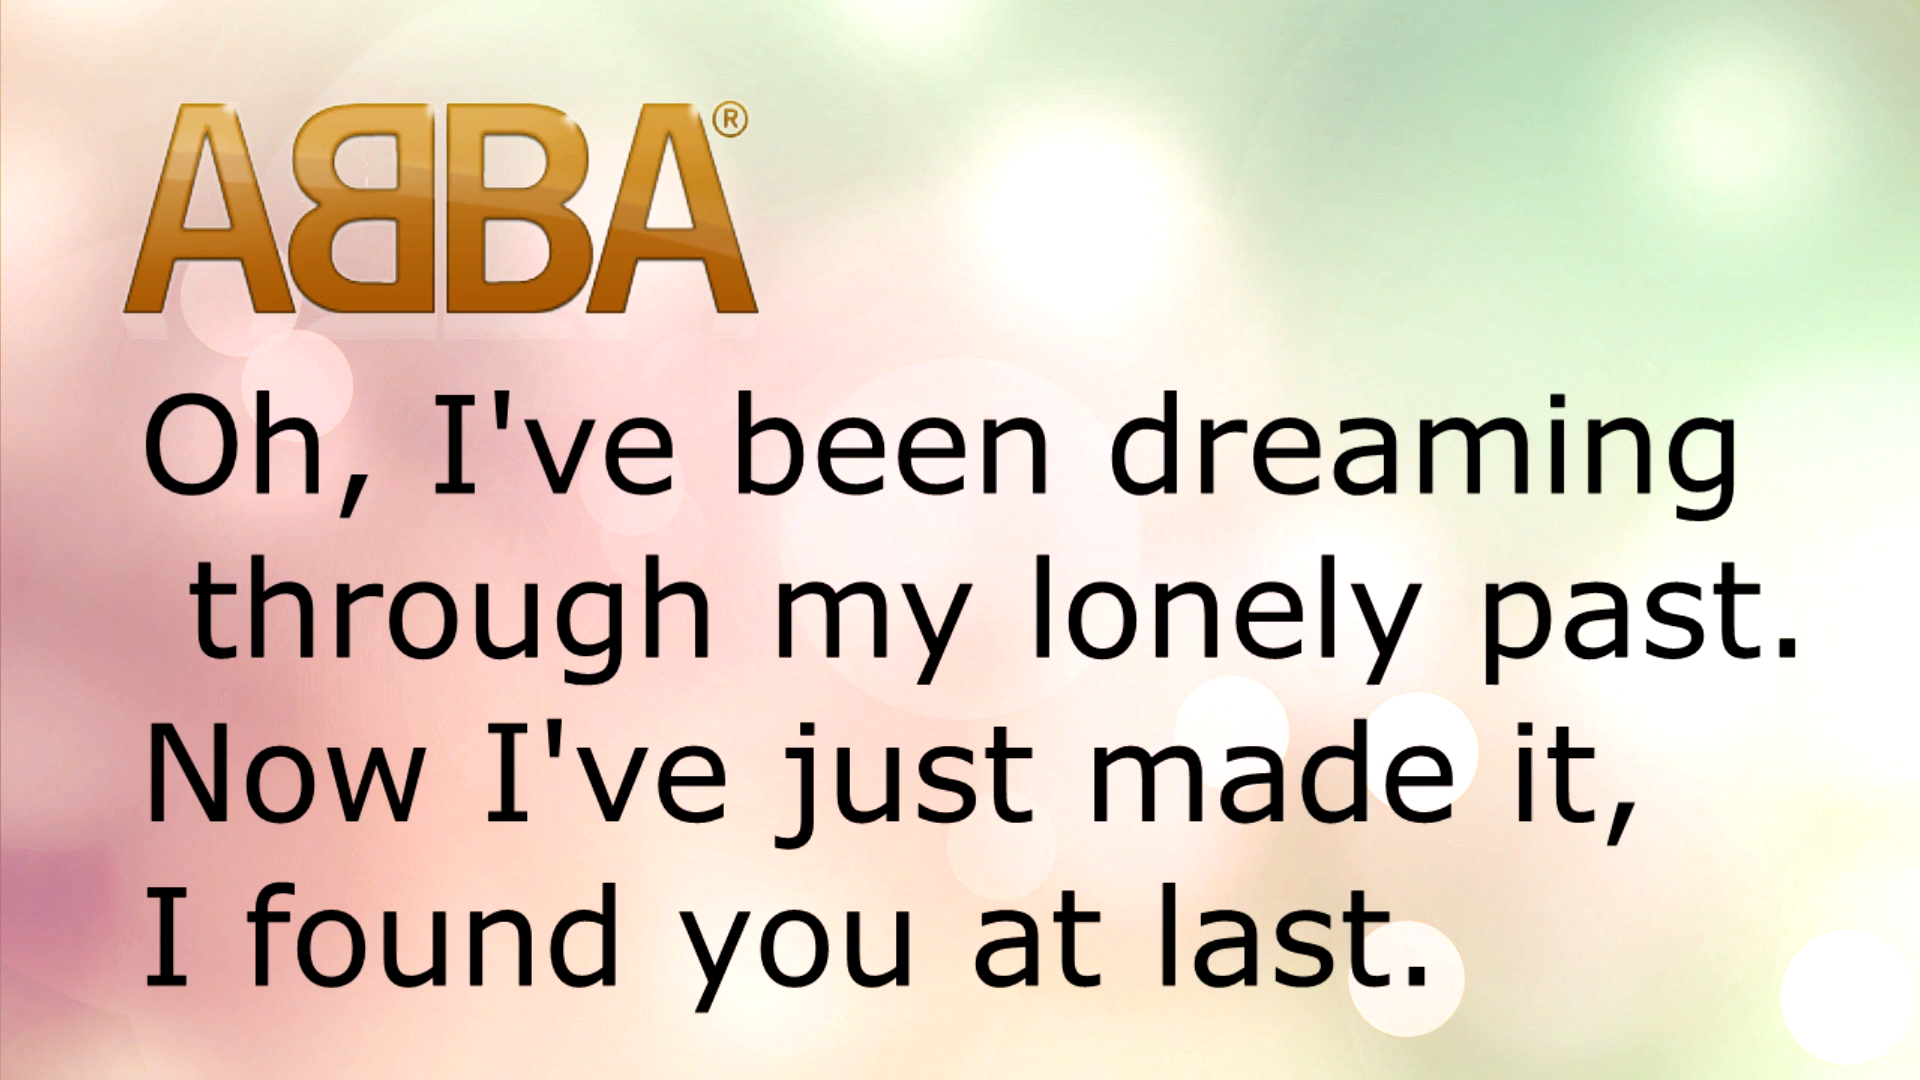 ABBA®
Oh, I've been dreaming
through my lonely past.
Now I've just made it,
I found you at last.